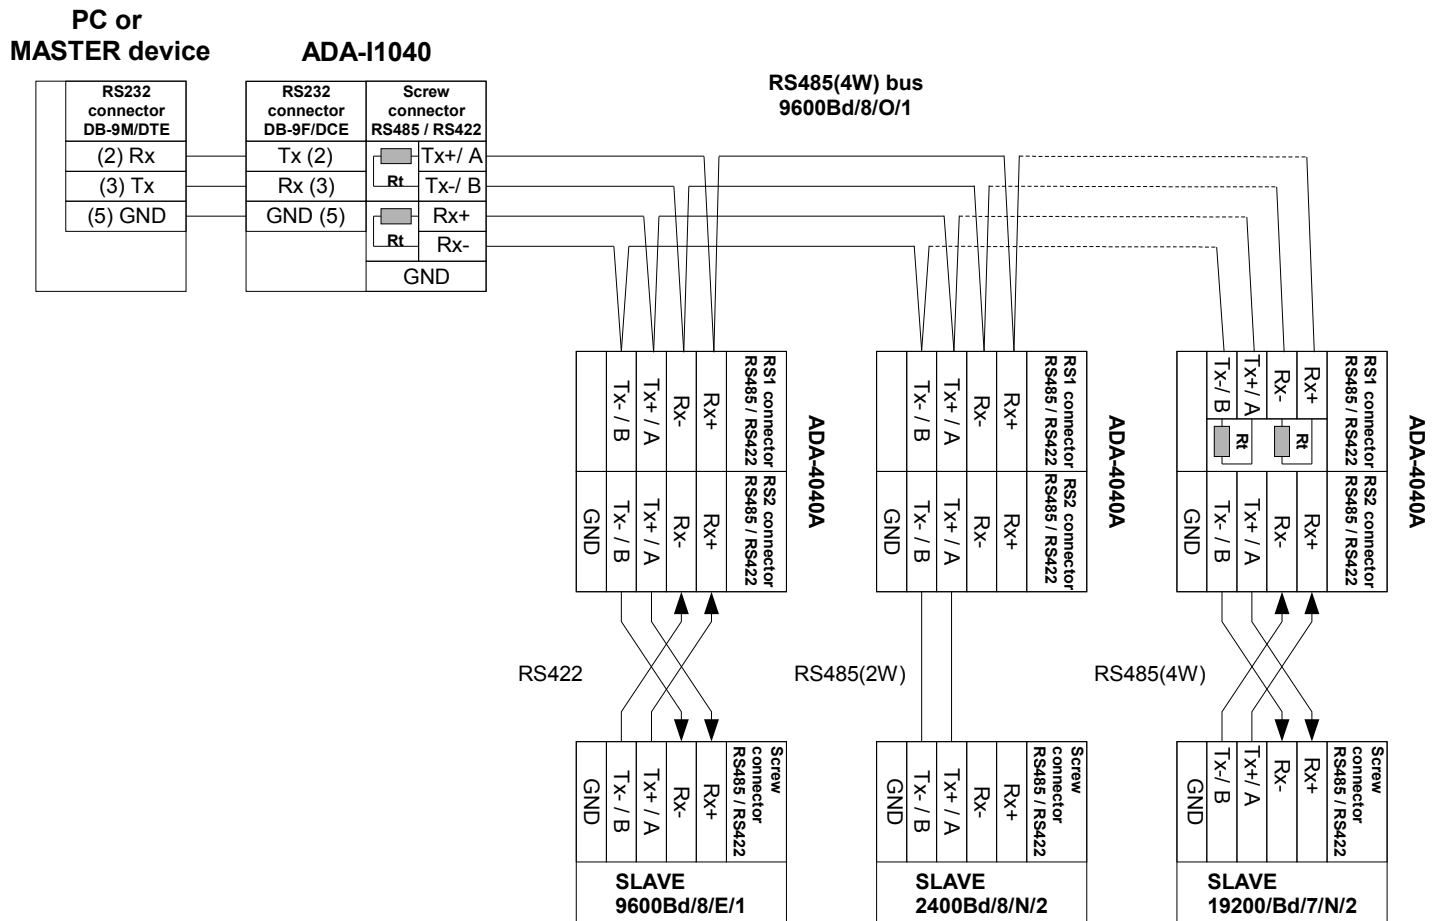 PC or
MASTER device
ADA-I1040
RS485(4W) bus
9600Bd/8/O/1
RS232
connector
DB-9M/DTE
RS232
connector
DB-9F/DCE
Screw
connector
RS485 / RS422
(2) Rx
Tx (2)
Tx+/ A
(3) Tx
Rx (3)
Rt
Tx-/ B
(5) GND
GND (5)
Rx+
Rt
Rx-
GND
Tx- / B
Tx+ / A
Rx-
Rx+
RS1 connector
RS485 / RS422
ADA-4040A
GND
Tx- / B
Tx+ / A
Rx-
Rx+
RS2 connector
RS485 / RS422
Tx- / B
Tx+ / A
Rx-
Rx+
RS1 connector
RS485 / RS422
ADA-4040A
GND
Tx- / B
Tx+ / A
Rx-
Rx+
RS2 connector
RS485 / RS422
Tx-/ B
Tx+/ A
Rx-
Rx+
Rt
Rt
RS1 connector
RS485 / RS422
ADA-4040A
GND
Tx- / B
Tx+ / A
Rx-
Rx+
RS2 connector
RS485 / RS422
RS422
RS485(2W)
RS485(4W)
GND
Tx- / B
Tx+ / A
Rx-
Rx+
Screw
connector
RS485 / RS422
SLAVE
9600Bd/8/E/1
GND
Tx- / B
Tx+ / A
Rx-
Rx+
Screw
connector
RS485 / RS422
SLAVE
2400Bd/8/N/2
GND
Tx-/ B
Tx+/ A
Rx-
Rx+
Screw
connector
RS485 / RS422
SLAVE
19200/Bd/7/N/2